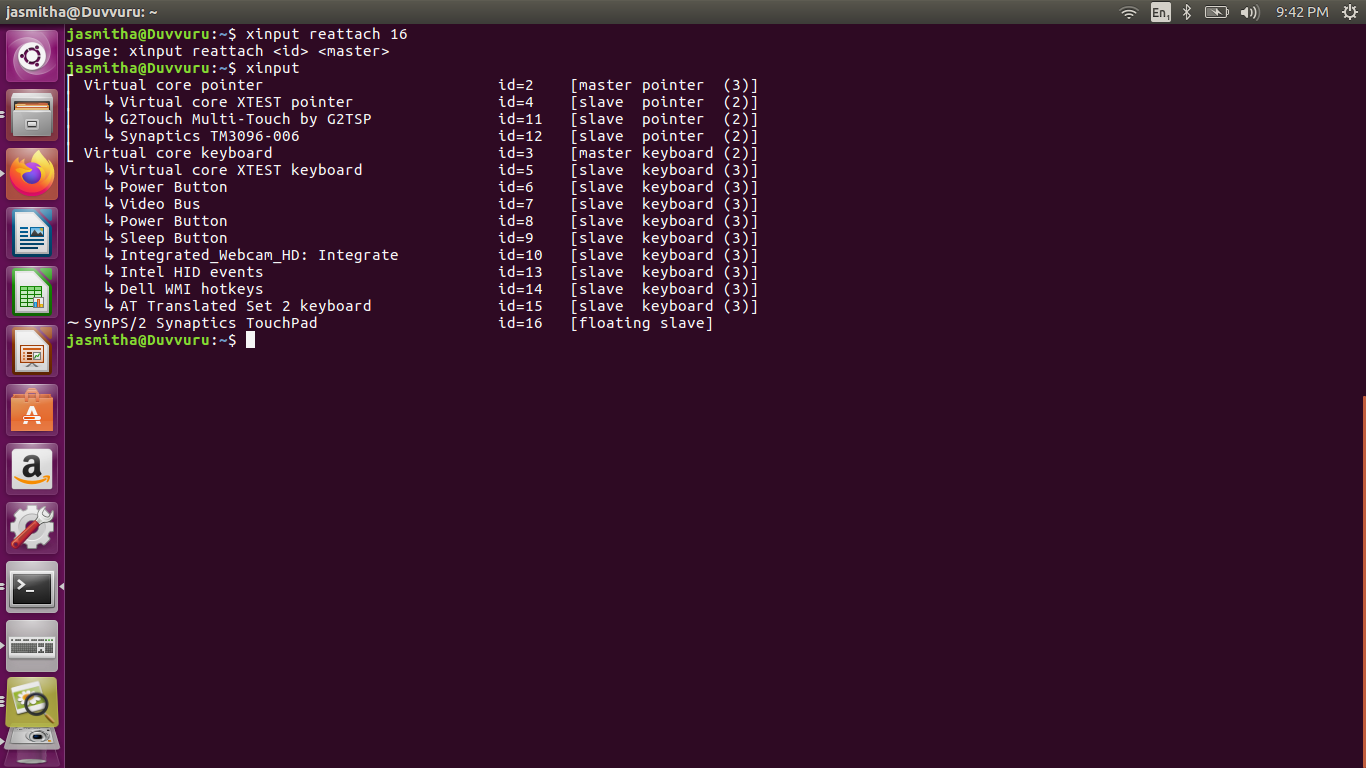 jasmitha@Duvvuru: ~
En1
9:42 PM
jasmitha@Duvvuru:~$ xinput reattach 16
usage: xinput reattach <id> <master>
jasmitha@Duvvuru:~$ xinput
⎡ Virtual core pointer id=2 [master pointer (3)]
⎜ ↳ Virtual core XTEST pointer id=4 [slave pointer (2)]
⎜ ↳ G2Touch Multi-Touch by G2TSP id=11 [slave pointer (2)]
⎜ ↳ Synaptics TM3096-006 id=12 [slave pointer (2)]
⎣ Virtual core keyboard id=3 [master keyboard (2)]
↳ Virtual core XTEST keyboard id=5 [slave keyboard (3)]
↳ Power Button id=6 [slave keyboard (3)]
↳ Video Bus id=7 [slave keyboard (3)]
↳ Power Button id=8 [slave keyboard (3)]
↳ Sleep Button id=9 [slave keyboard (3)]
↳ Integrated_Webcam_HD: Integrate id=10 [slave keyboard (3)]
↳ Intel HID events id=13 [slave keyboard (3)]
↳ Dell WMI hotkeys id=14 [slave keyboard (3)]
↳ AT Translated Set 2 keyboard id=15 [slave keyboard (3)]
~ SynPS/2 Synaptics TouchPad id=16 [floating slave]
jasmitha@Duvvuru:~$